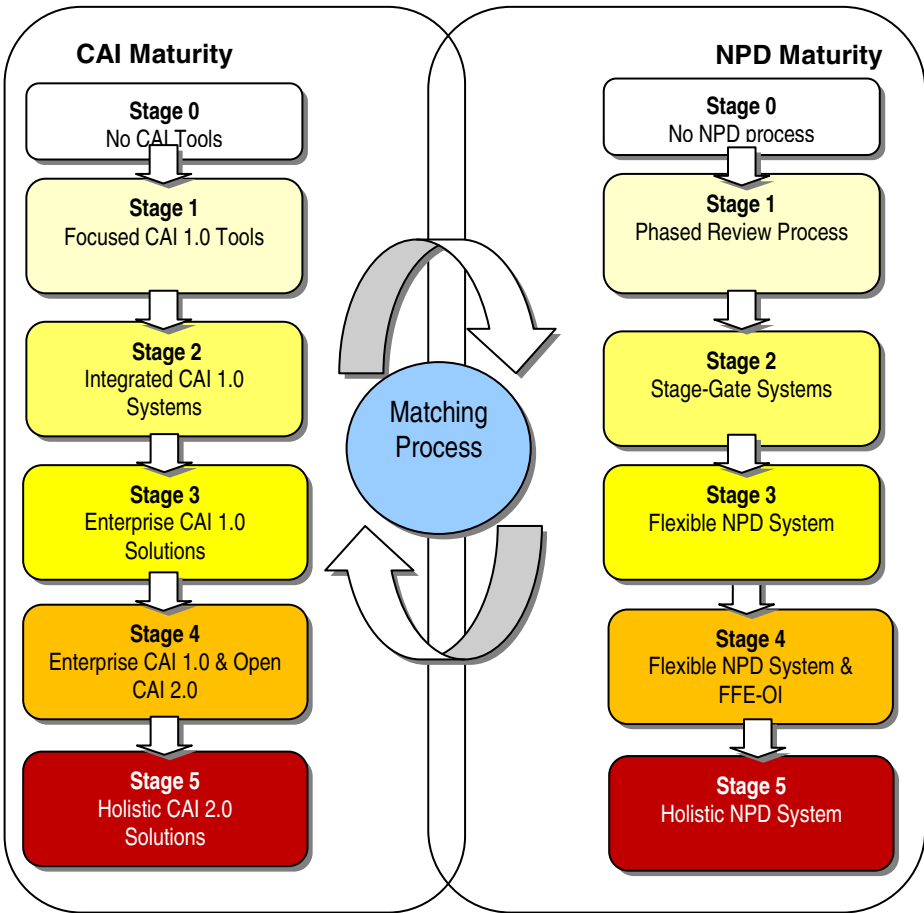 CAI Maturity
Stage 0
No CAI Tools
Stage 1
Focused CAI 1.0 Tools
Stage 2
Integrated CAI 1.0
Systems
Stage 3
Enterprise CAI 1.0
Solutions
Stage 4
Enterprise CAI 1.0 & Open
CAI 2.0
Stage 5
Holistic CAI 2.0
Solutions
Matching
Process
NPD Maturity
Stage 0
No NPD process
Stage 1
Phased Review Process
Stage 2
Stage-Gate Systems
Stage 3
Flexible NPD System
Stage 4
Flexible NPD System &
FFE-OI
Stage 5
Holistic NPD System